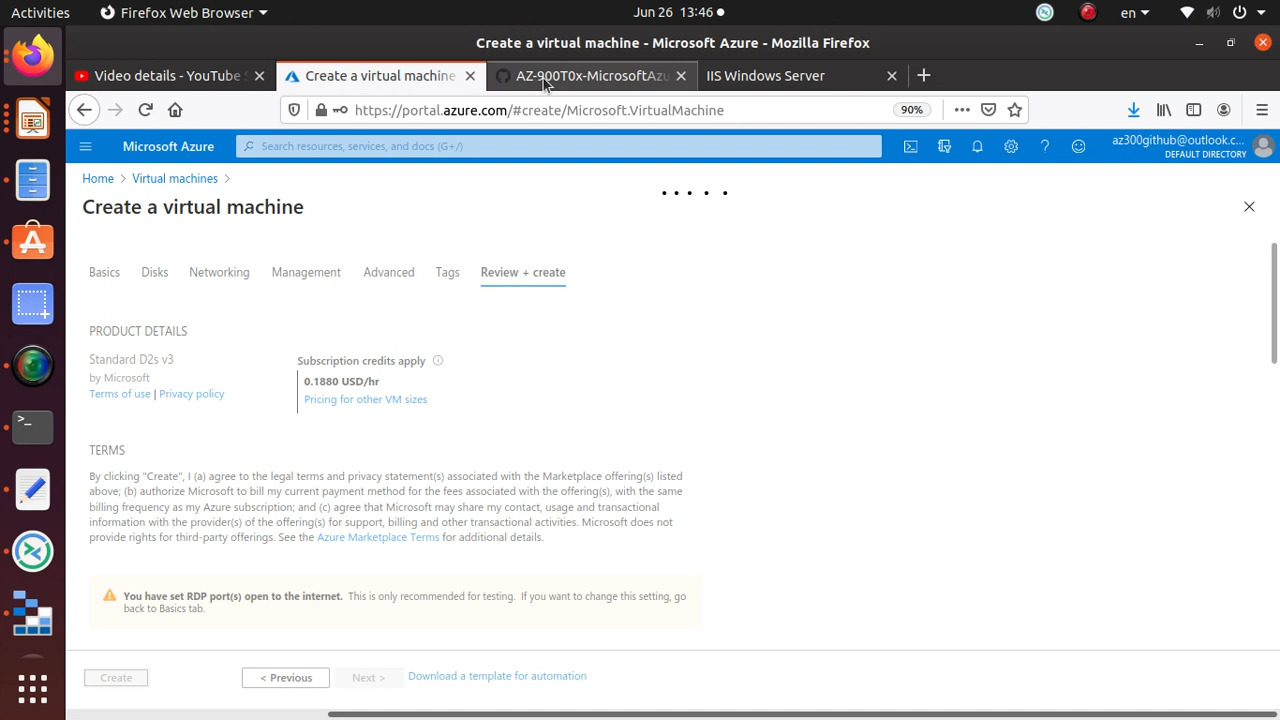 Activities
Firefox Web Browser
Jun 26 13:46
en
Create a virtual machine - Microsoft Azure - Mozilla Firefox
Video details - YouTube S
Create a virtual machine
AZ-900T0x-MicrosoftAzu
IIS Windows Server
https://portal.azure.com/#create/Microsoft.VirtualMachine
90%
Microsoft Azure
Search resources, services, and docs (G+/)
az300github@outlook.c...
DEFAULT DIRECTORY
Home > Virtual machines >
Create a virtual machine
Basics
Disks
Networking
Management
Advanced
Tags
Review + create
PRODUCT DETAILS
Standard D2s v3
by Microsoft
Terms of use | Privacy policy
Subscription credits apply
0.1880 USD/hr
Pricing for other VM sizes
TERMS
By clicking "Create", I (a) agree to the legal terms and privacy statement(s) associated with the Marketplace offering(s) listed
above; (b) authorize Microsoft to bill my current payment method for the fees associated with the offering(s), with the same
billing frequency as my Azure subscription; and (c) agree that Microsoft may share my contact, usage and transactional
information with the provider(s) of the offering(s) for support, billing and other transactional activities. Microsoft does not
provide rights for third-party offerings. See the Azure Marketplace Terms for additional details.
You have set RDP port(s) open to the internet. This is only recommended for testing. If you want to change this setting, go
back to Basics tab.
Create
< Previous
Next >
Download a template for automation